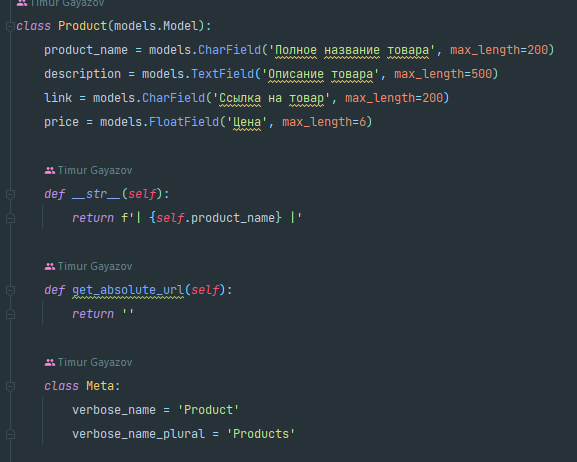 Timur Gayazov
class Product(models.Model):
product_name = models.CharField('Полное название товара', max_length=200)
description = models.TextField('Описание товара', max_length=500)
link = models.CharField('Ссылка на товар', max_length=200)
price = models.FloatField('Цена', max_length=6)
Timur Gayazov
def __str__(self):
return f'| {self.product_name} |'
Timur Gayazov
def get_absolute_url(self):
return ''
Timur Gayazov
class Meta:
verbose_name = 'Product'
verbose_name_plural = 'Products'